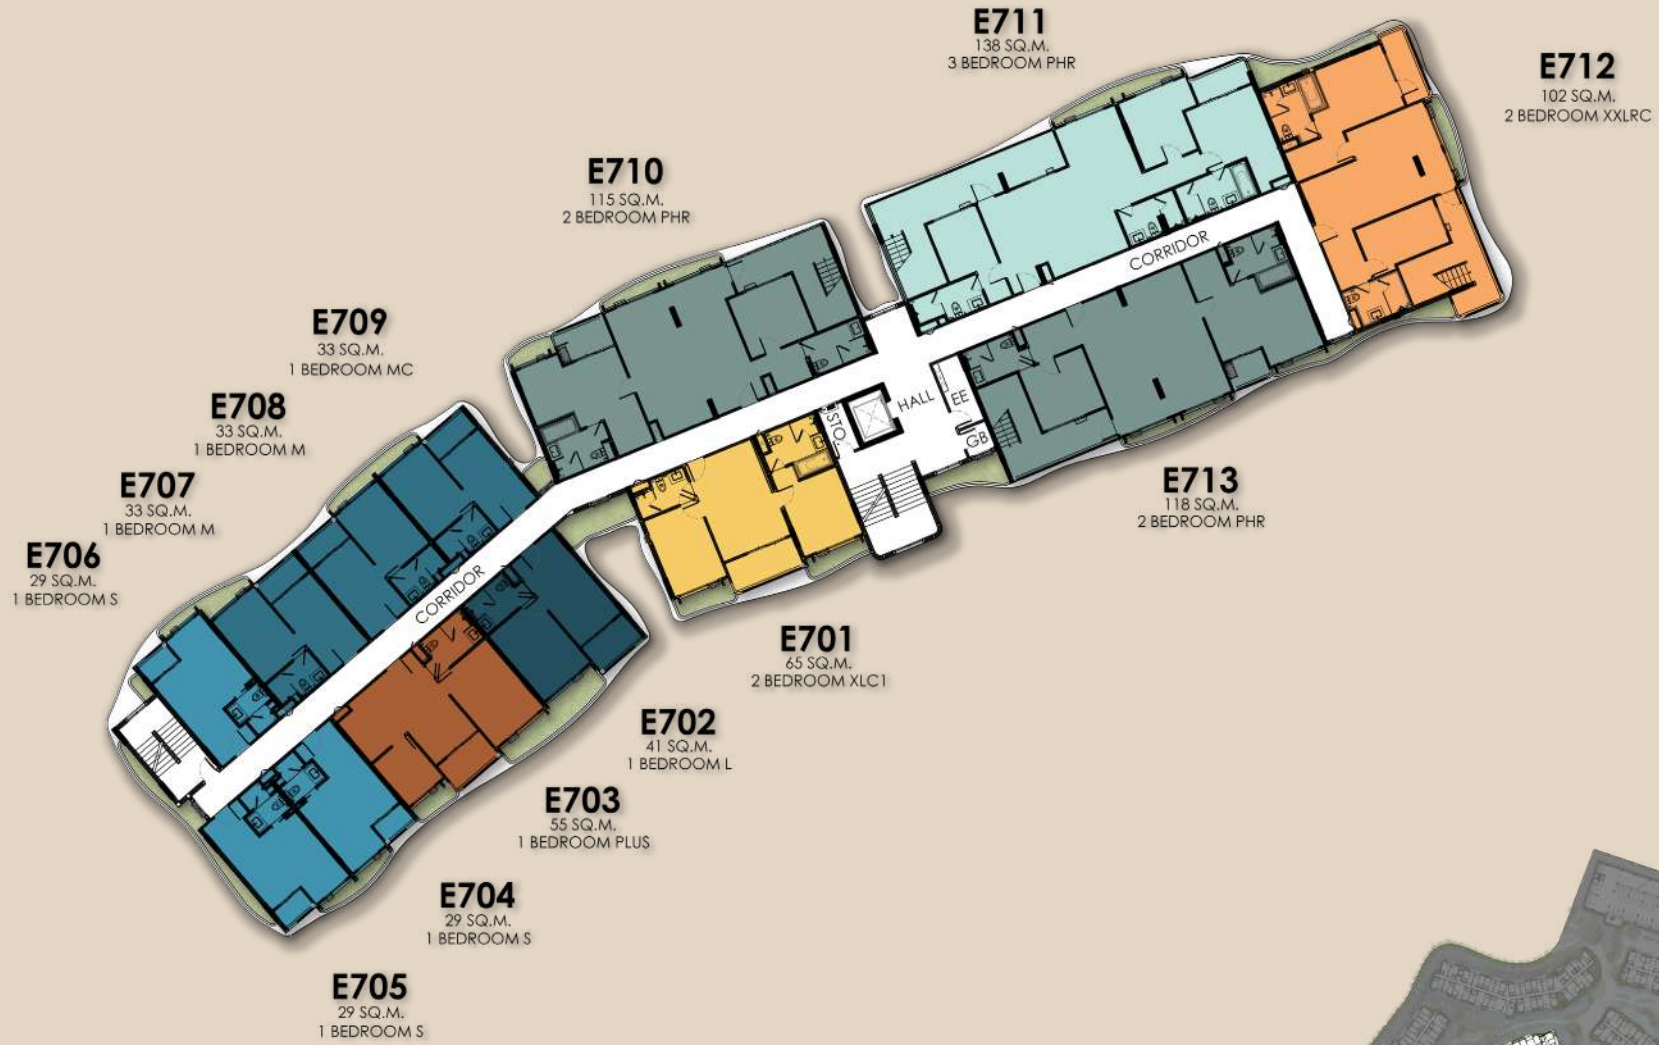 E711
138 SQ.M.
3 BEDROOM PHR
E712
102 SQ.M.
2 BEDROOM XXLRC
E710
115 SQ.M.
2 BEDROOM PHR
E709
33 SQ.M.
1 BEDROOM MC
E708
33 SQ.M.
1 BEDROOM M
E707
33 SQ.M.
1 BEDROOM M
E706
29 SQ.M.
1 BEDROOM S
CORRIDOR
HALL
EE
STO.
GB
CORRIDOR
E713
118 SQ.M.
2 BEDROOM PHR
E701
65 SQ.M.
2 BEDROOM XLC1
E702
41 SQ.M.
1 BEDROOM L
E703
55 SQ.M.
1 BEDROOM PLUS
E704
29 SQ.M.
1 BEDROOM S
E705
29 SQ.M.
1 BEDROOM S